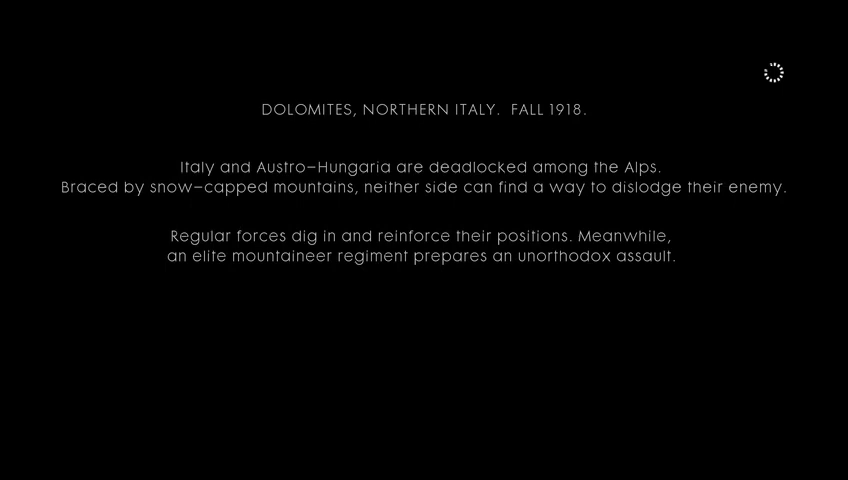 DOLOMITES, NORTHERN ITALY. FALL 1918.
Italy and Austro-Hungaria are deadlocked among the Alps.
Braced by snow-capped mountains, neither side can find a way to dislodge their enemy.
Regular forces dig in and reinforce their positions. Meanwhile,
an elite mountaineer regiment prepares an unorthodox assault.